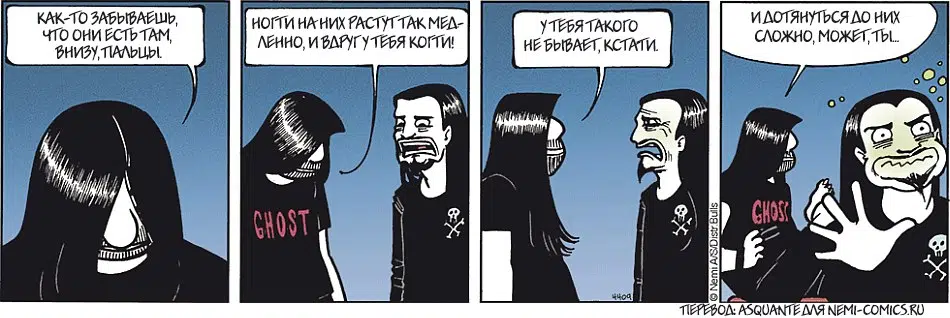 КАК-ТО ЗАБЫВАЕШЬ,
ЧТО ОНИ ЕСТЬ ТАМ,
ВНИЗУ, ПАЛЬЦЫ.
НОГТИ НА НИХ РАСТУТ ТАК МЕД-
ЛЕННО, И ВДРУГ У ТЕБЯ КОГТИ!
GHOST
У ТЕБЯ ТАКОГО
НЕ БЫВАЕТ, КСТАТИ.
4409
© Nemi A/S/Distr.Bulls
И ДОТЯНУТЬСЯ ДО НИХ
СЛОЖНО, МОЖЕТ, ТЫ...
GHOST
ПЕРЕВОД: ASQUANTE ДЛЯ NEMI-COMICS.RU